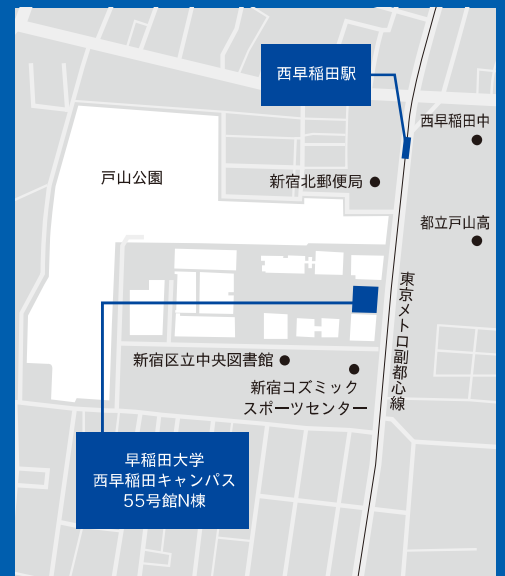 西早稲田駅
西早稲田中
戸山公園
新宿北郵便局
都立戸山高
東京メトロ副都心線
新宿区立中央図書館
新宿コズミック
スポーツセンター
早稲田大学
西早稲田キャンパス
55号館N棟